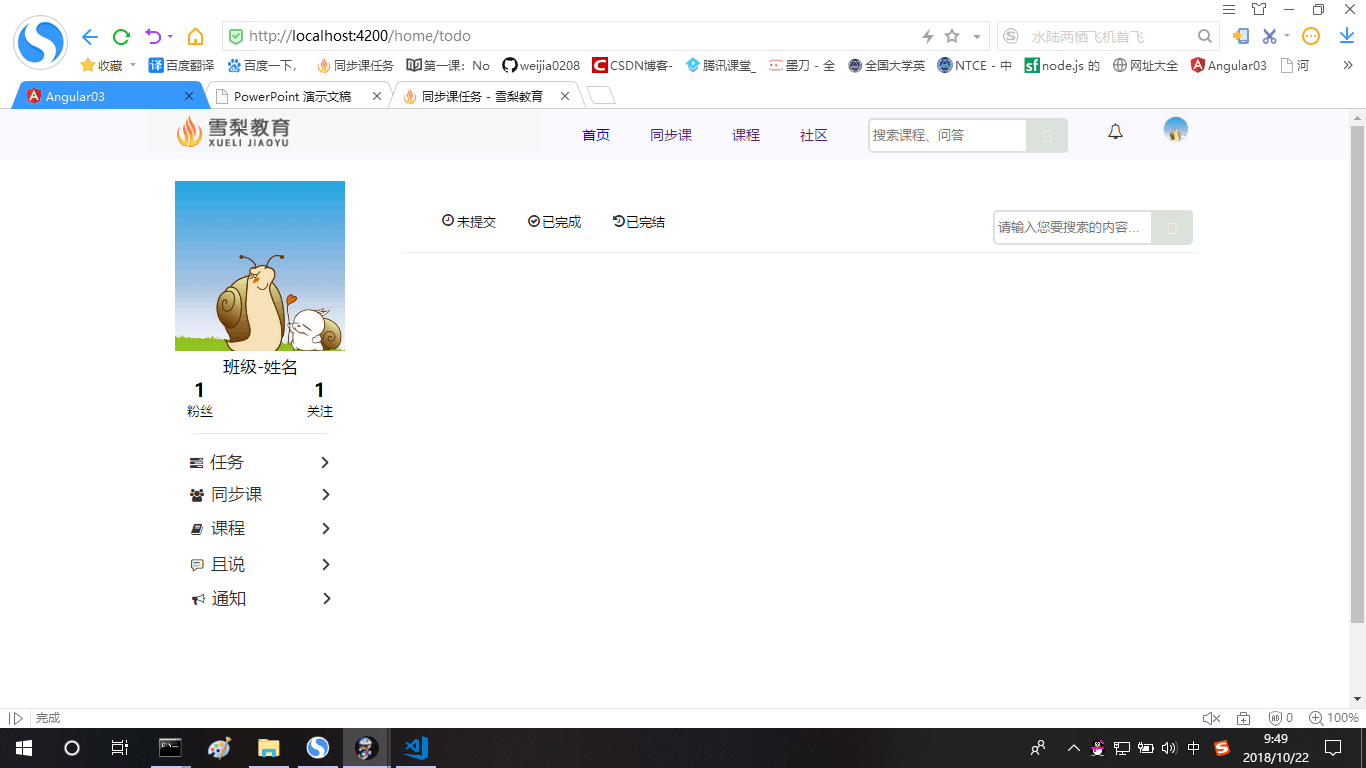 http://localhost:4200/home/todo
水陆两栖飞机首飞
收藏 译 百度翻译 百度一下, 同步课任务 第一课:No weijia0208 CSDN博客- 腾讯课堂_ 墨刀 - 全 全国大学英 NTCE - 中 sf node.js 的 网址大全 Angular03 河 »
Angular03 PowerPoint 演示文稿 同步课任务 - 雪梨教育
雪梨教育
XUELI JIAOYU
首页 同步课 课程 社区 搜索课程、问答
未提交 已完成 已完结 请输入您要搜索的内容...
班级-姓名
1 1
粉丝 关注
任务
同步课
课程
且说
通知
完成 0 100%
中 9:49
2018/10/22